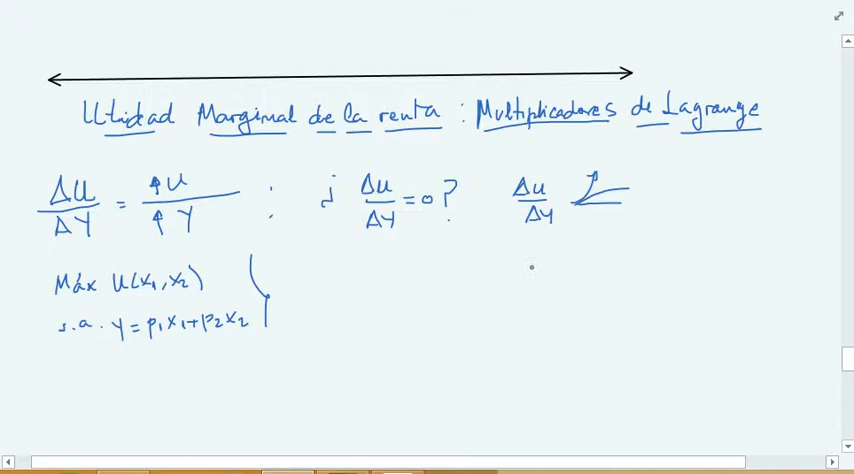 Utilidad Marginal de la renta : Multiplicadores de Lagrange
ΔU/ΔY = ↑U/↑Y ; ¿ ΔU/ΔY = 0 ? ΔU/ΔY
Máx U(x₁, x₂)
s.a. Y = p₁x₁ + p₂x₂